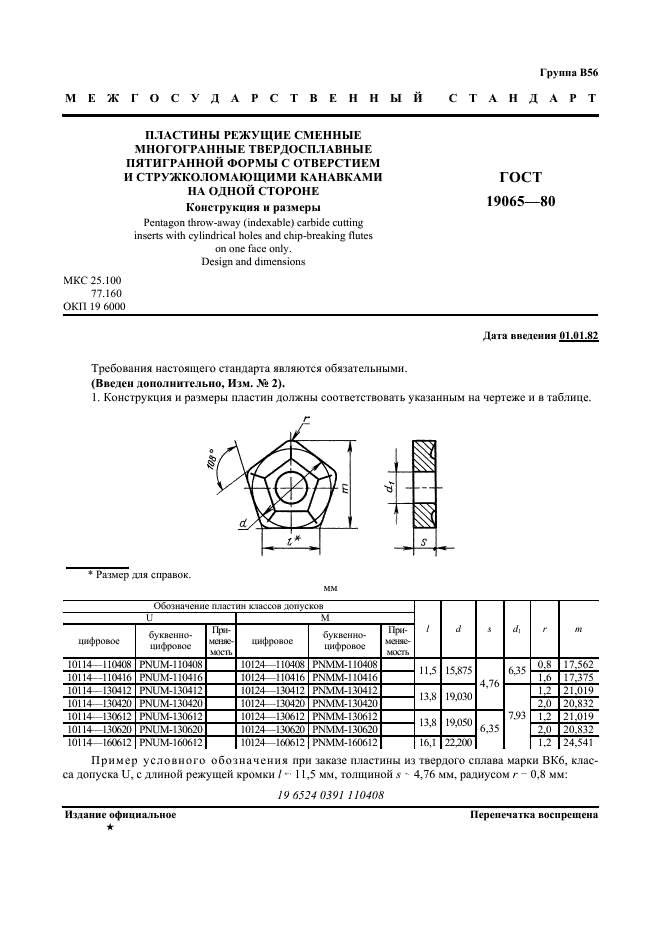 Группа В56
МЕЖГОСУДАРСТВЕННЫЙ СТАНДАРТ
ПЛАСТИНЫ РЕЖУЩИЕ СМЕННЫЕ
МНОГОГРАННЫЕ ТВЕРДОСПЛАВНЫЕ
ПЯТИГРАННОЙ ФОРМЫ С ОТВЕРСТИЕМ
И СТРУЖКОЛОМАЮЩИМИ КАНАВКАМИ
НА ОДНОЙ СТОРОНЕ
Конструкция и размеры
Pentagon throw-away (indexable) carbide cutting
inserts with cylindrical holes and chip-breaking flutes
on one face only.
Design and dimensions
ГОСТ
19065—80
МКС 25.100
77.160
ОКП 19 6000
Дата введения 01.01.82
Требования настоящего стандарта являются обязательными.
(Введен дополнительно, Изм. № 2).
1. Конструкция и размеры пластин должны соответствовать указанным на чертеже и в таблице.
r
108°
d
m
l*
d₁
s
* Размер для справок.
мм
Обозначение пластин классов допусков
U M
цифровое буквенно-цифровое При-меняе-мость цифровое буквенно-цифровое При-меняе-мость l d s d₁ r m
10114—110408 PNUM-110408 10124—110408 PNMM-110408 11,5 15,875 4,76 6,35 0,8 17,562
10114—110416 PNUM-110416 10124—110416 PNMM-110416 1,6 17,375
10114—130412 PNUM-130412 10124—130412 PNMM-130412 13,8 19,030 7,93 1,2 21,019
10114—130420 PNUM-130420 10124—130420 PNMM-130420 2,0 20,832
10114—130612 PNUM-130612 10124—130612 PNMM-130612 13,8 19,050 6,35 1,2 21,019
10114—130620 PNUM-130620 10124—130620 PNMM-130620 2,0 20,832
10114—160612 PNUM-160612 10124—160612 PNMM-160612 16,1 22,200 1,2 24,541
Пример условного обозначения при заказе пластины из твердого сплава марки ВК6, клас-
са допуска U, с длиной режущей кромки l = 11,5 мм, толщиной s = 4,76 мм, радиусом r = 0,8 мм:
19 6524 0391 110408
Издание официальное
Перепечатка воспрещена
★